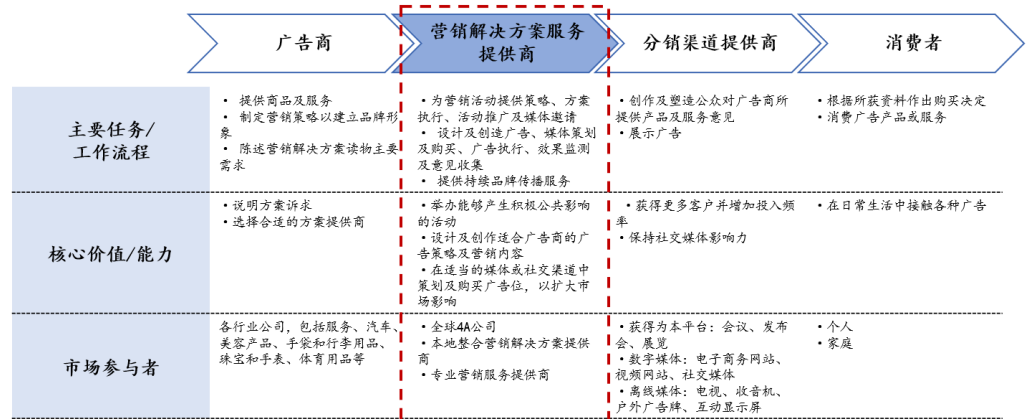 广告商
营销解决方案服务
提供商
分销渠道提供商
消费者
主要任务/
工作流程
• 提供商品及服务
• 制定营销策略以建立品牌形
象
• 陈述营销解决方案读物主要
需求
• 为营销活动提供策略、方案
执行、活动推广及媒体邀请
• 设计及创造广告、媒体策划
及购买、广告执行、效果监测
及意见收集
• 提供持续品牌传播服务
• 创作及塑造公众对广告商所
提供产品及服务意见
• 展示广告
• 根据所获资料作出购买决定
• 消费广告产品或服务
核心价值/能力
• 说明方案诉求
• 选择合适的方案提供商
• 举办能够产生积极公共影响
的活动
• 设计及创作适合广告商的广
告策略及营销内容
• 在适当的媒体或社交渠道中
策划及购买广告位，以扩大市
场影响
• 获得更多客户并增加投入频
率
• 保持社交媒体影响力
• 在日常生活中接触各种广告
市场参与者
各行业公司，包括服务、汽车、
美容产品、手袋和行李用品、
珠宝和手表、体育用品等
• 全球4A公司
• 本地整合营销解决方案提供
商
• 专业营销服务提供商
• 获得为本平台：会议、发布
会、展览
• 数字媒体：电子商务网站、
视频网站、社交媒体
• 离线媒体：电视、收音机、
户外广告牌、互动显示屏
• 个人
• 家庭